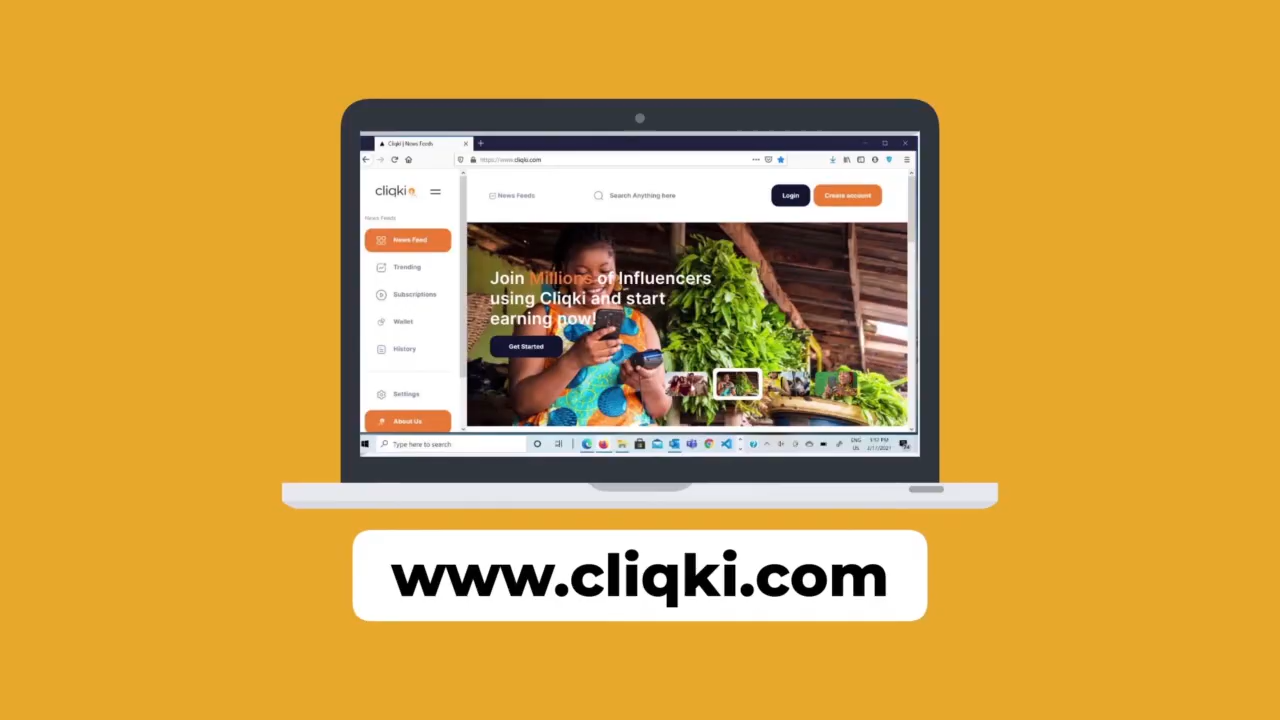 Cliqki | News Feeds
https://www.cliqki.com
cliqki
News Feeds
Search Anything here
Login
Create account
News Feeds
News Feed
Trending
Subscriptions
Wallet
History
Settings
About Us
Join Millions of Influencers
using Cliqki and start
earning now!
Get Started
Type here to search
ENG
US
www.cliqki.com